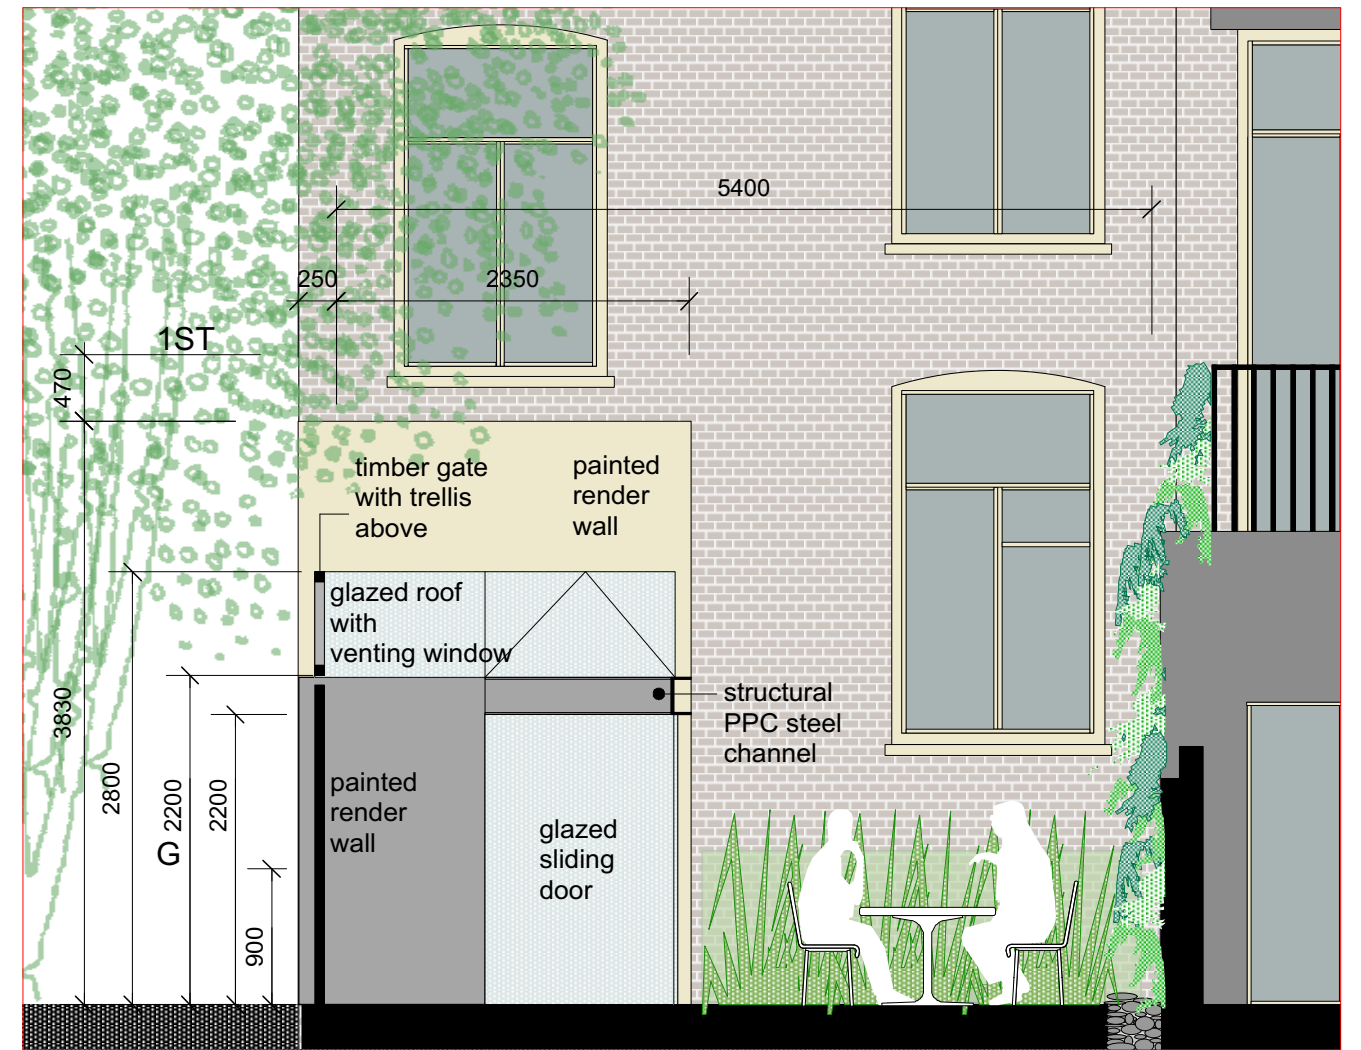 5400
250
2350
1ST
470
timber gate
with trellis
above
painted
render
wall
glazed roof
with
venting window
structural
PPC steel
channel
3830
2800
2200
2200
painted
render
wall
G
glazed
sliding
door
900